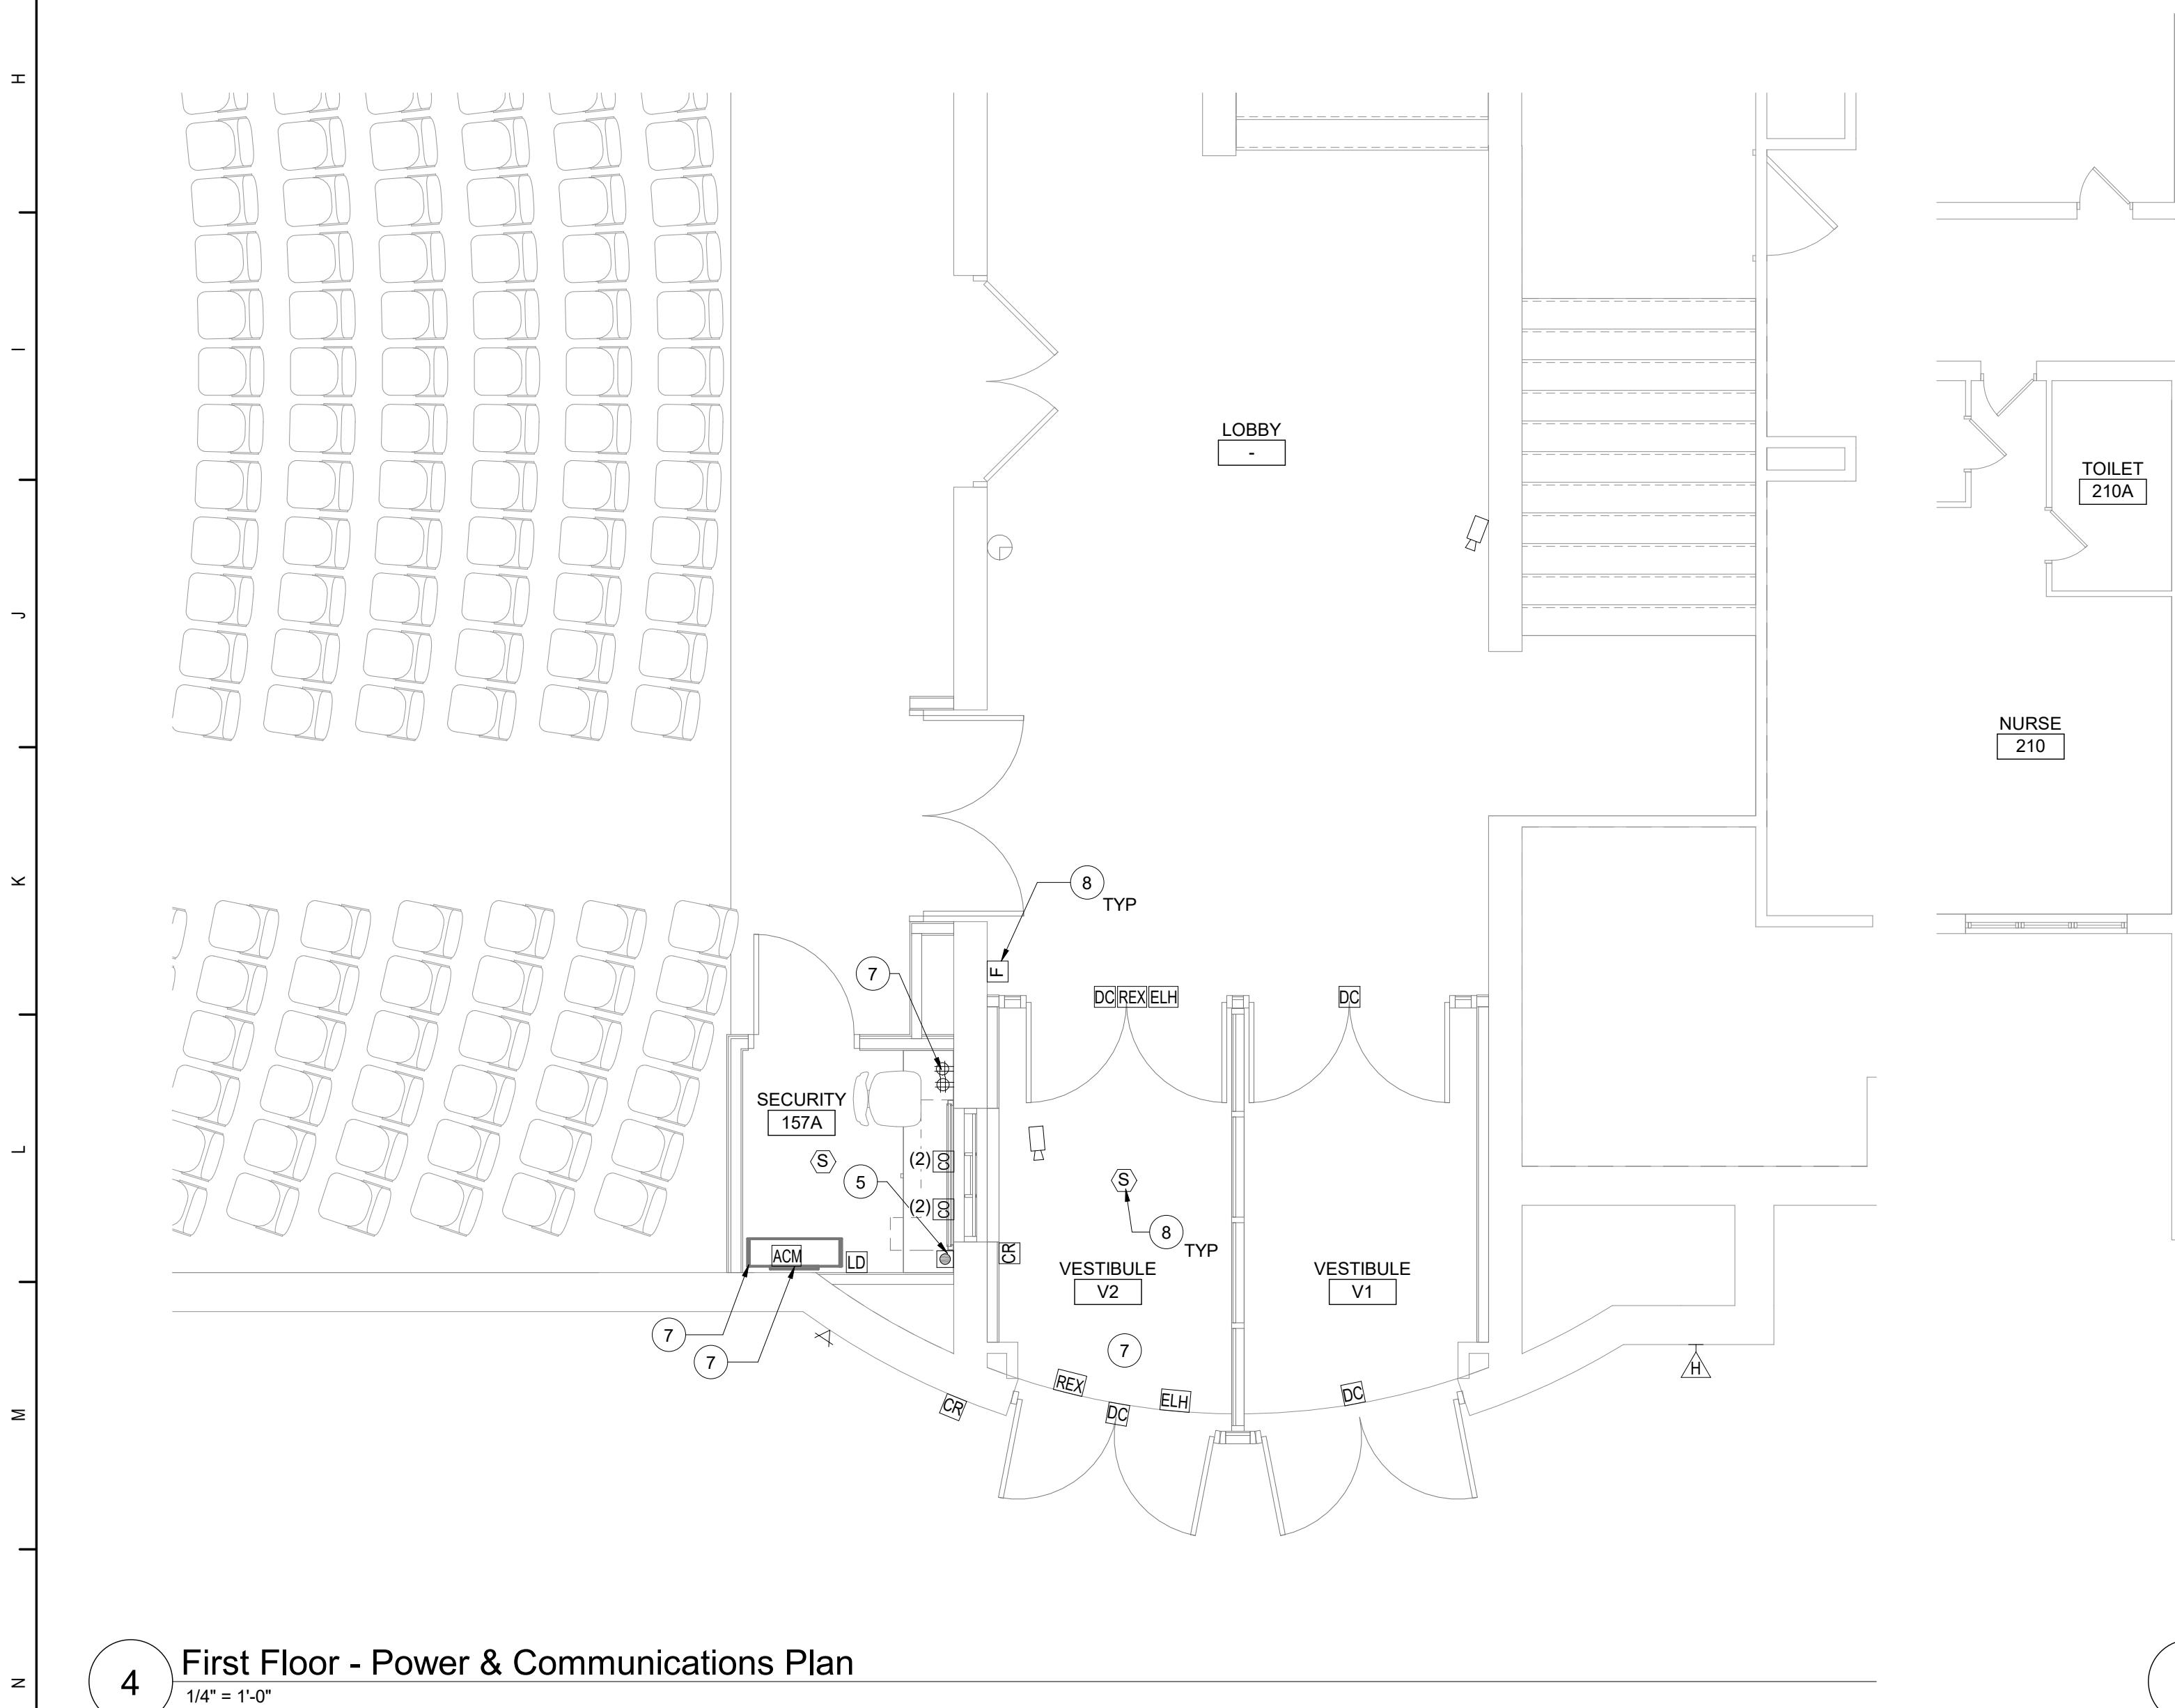 H
I
J
K
L
M
N
LOBBY
-
TOILET
210A
NURSE
210
8
TYP
7
F
DC REX ELH
DC
SECURITY
157A
S
(2) CO
5
(2) CO
S
8
TYP
ACM
LD
CR
VESTIBULE
V2
VESTIBULE
V1
7
7
7
H
REX
ELH
DC
DC
CR
4
First Floor - Power & Communications Plan
1/4" = 1'-0"